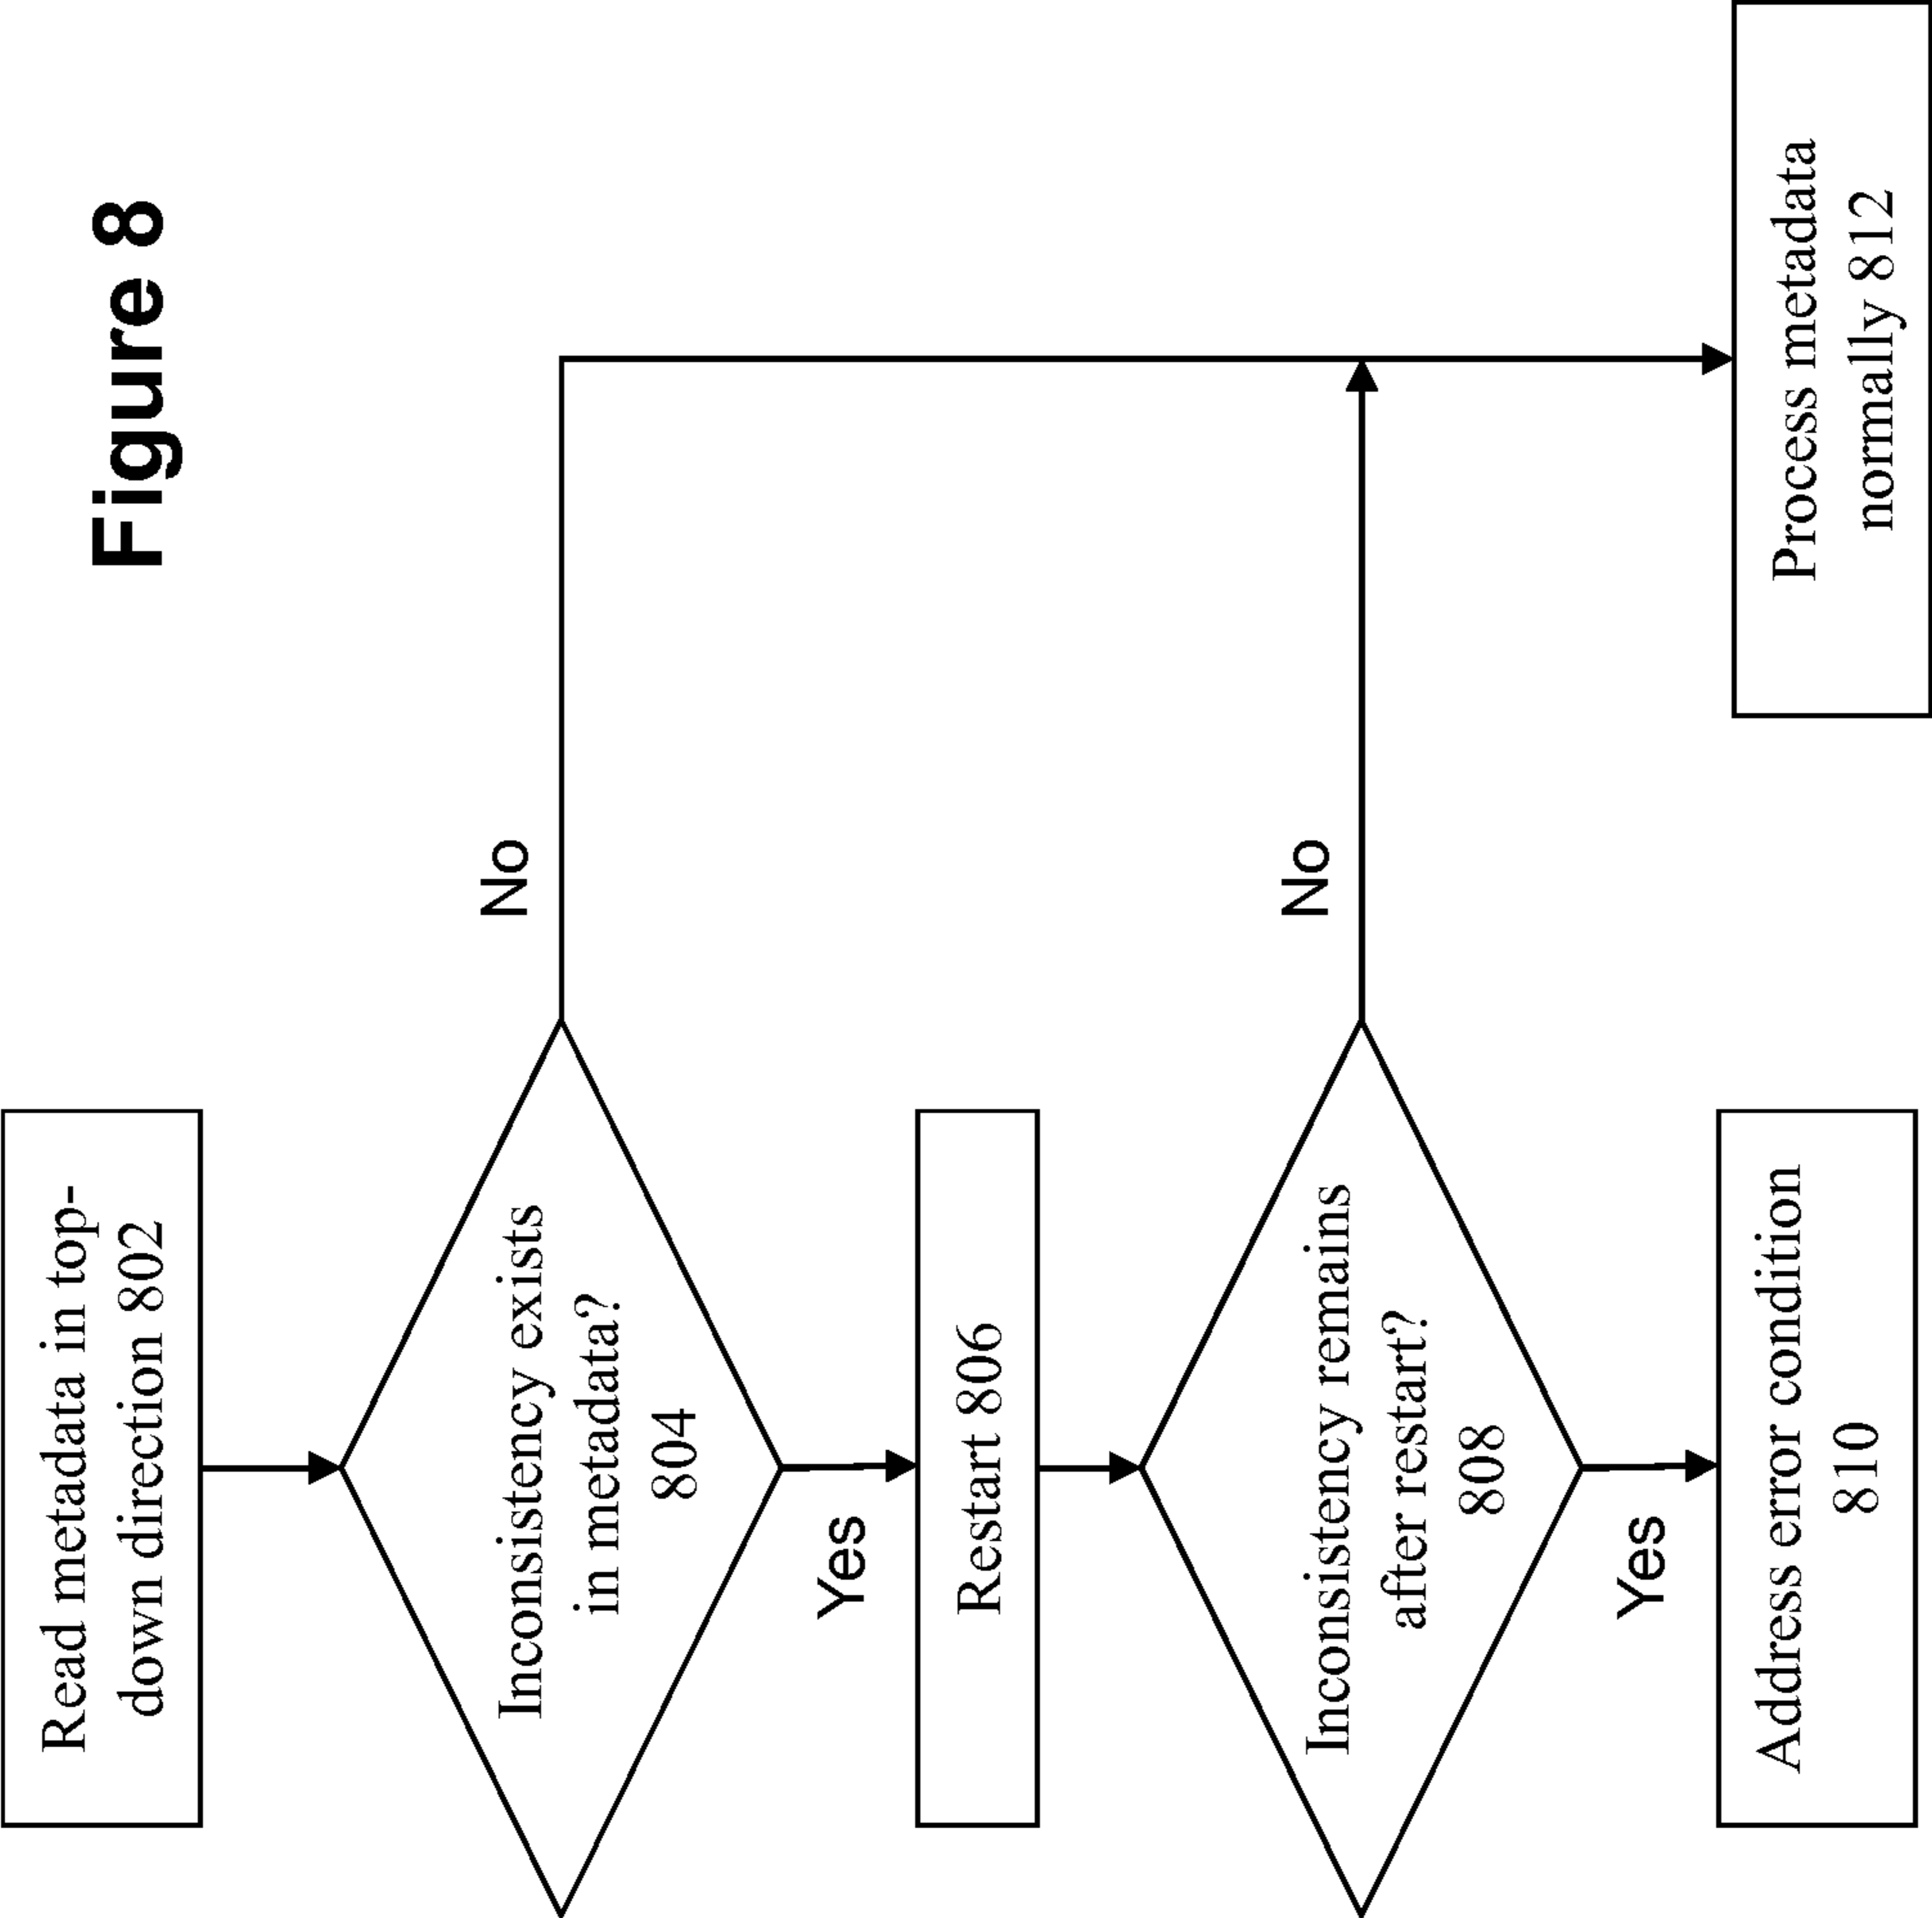 Figure 8
Read metadata in top-
down direction 802
Inconsistency exists
in metadata?
804
No
Yes
Restart 806
Inconsistency remains
after restart?
808
No
Yes
Address error condition
810
Process metadata
normally 812